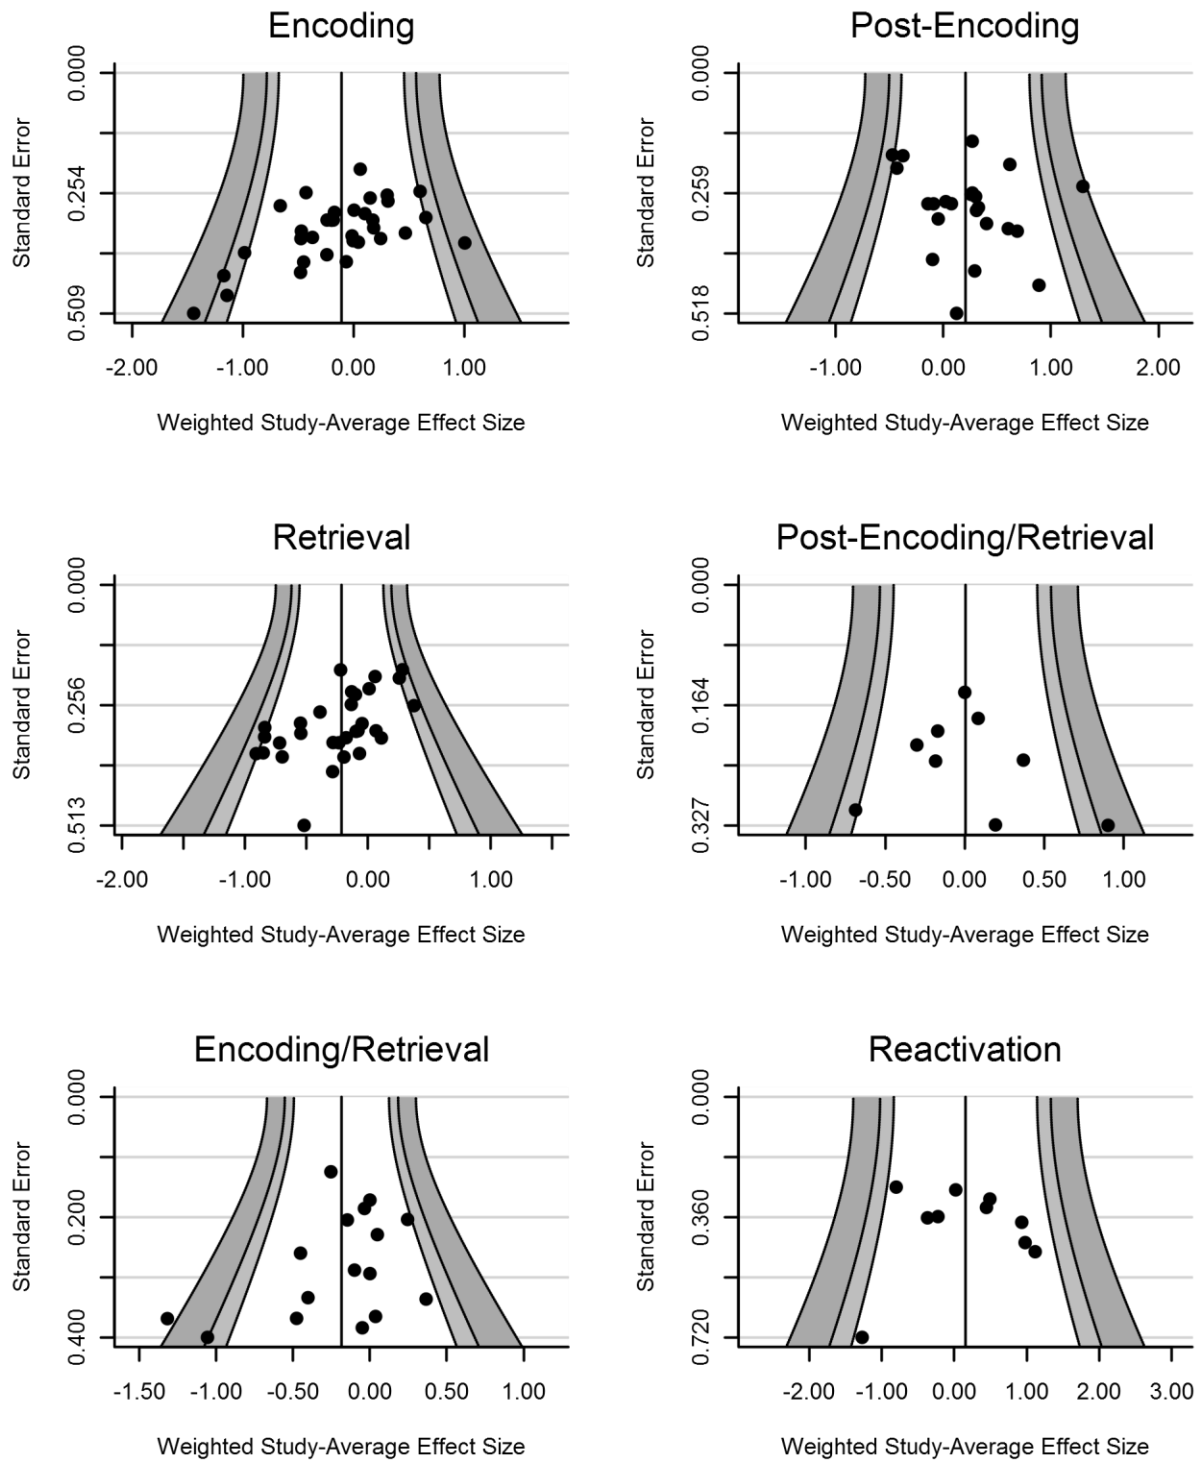 Encoding
Standard Error
0.000
0.254
0.509
-2.00 -1.00 0.00 1.00
Weighted Study-Average Effect Size
Post-Encoding
Standard Error
0.000
0.259
0.518
-1.00 0.00 1.00 2.00
Weighted Study-Average Effect Size
Retrieval
Standard Error
0.000
0.256
0.513
-2.00 -1.00 0.00 1.00
Weighted Study-Average Effect Size
Post-Encoding/Retrieval
Standard Error
0.000
0.164
0.327
-1.00 -0.50 0.00 0.50 1.00
Weighted Study-Average Effect Size
Encoding/Retrieval
Standard Error
0.000
0.200
0.400
-1.50 -1.00 -0.50 0.00 0.50 1.00
Weighted Study-Average Effect Size
Reactivation
Standard Error
0.000
0.360
0.720
-2.00 -1.00 0.00 1.00 2.00 3.00
Weighted Study-Average Effect Size